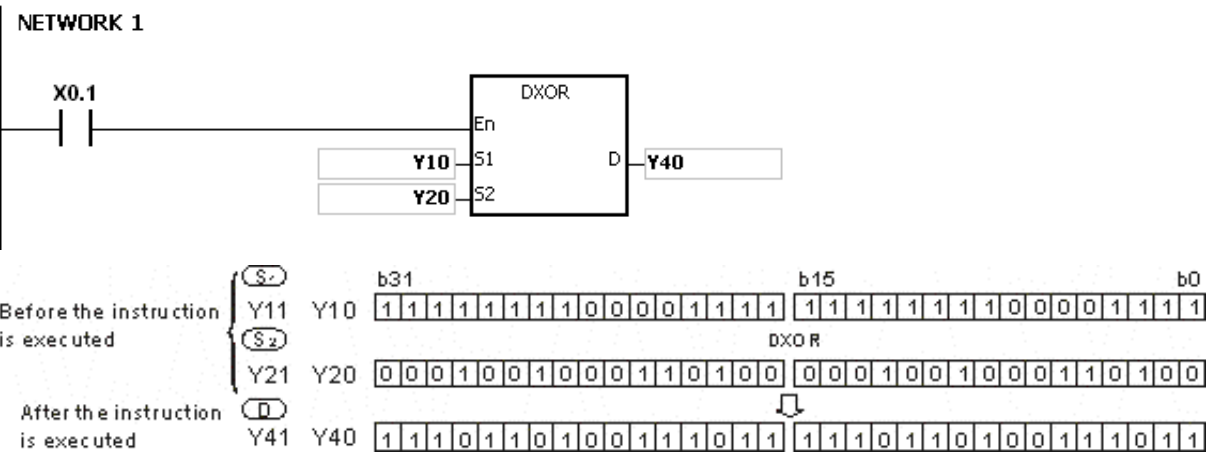 NETWORK 1
X0.1
DXOR
En
Y10 S1 D Y40
Y20 S2
S1 b31 b15 b0
Before the instruction is executed
Y11 Y10 1 1 1 1 1 1 1 1 0 0 0 0 1 1 1 1 1 1 1 1 1 1 1 1 0 0 0 0 1 1 1 1
S2 DXOR
Y21 Y20 0 0 0 1 0 0 1 0 0 0 1 1 0 1 0 0 0 0 0 1 0 0 1 0 0 0 1 1 0 1 0 0
After the instruction is executed
D
Y41 Y40 1 1 1 0 1 1 0 1 0 0 1 1 1 0 1 1 1 1 1 0 1 1 0 1 0 0 1 1 1 0 1 1